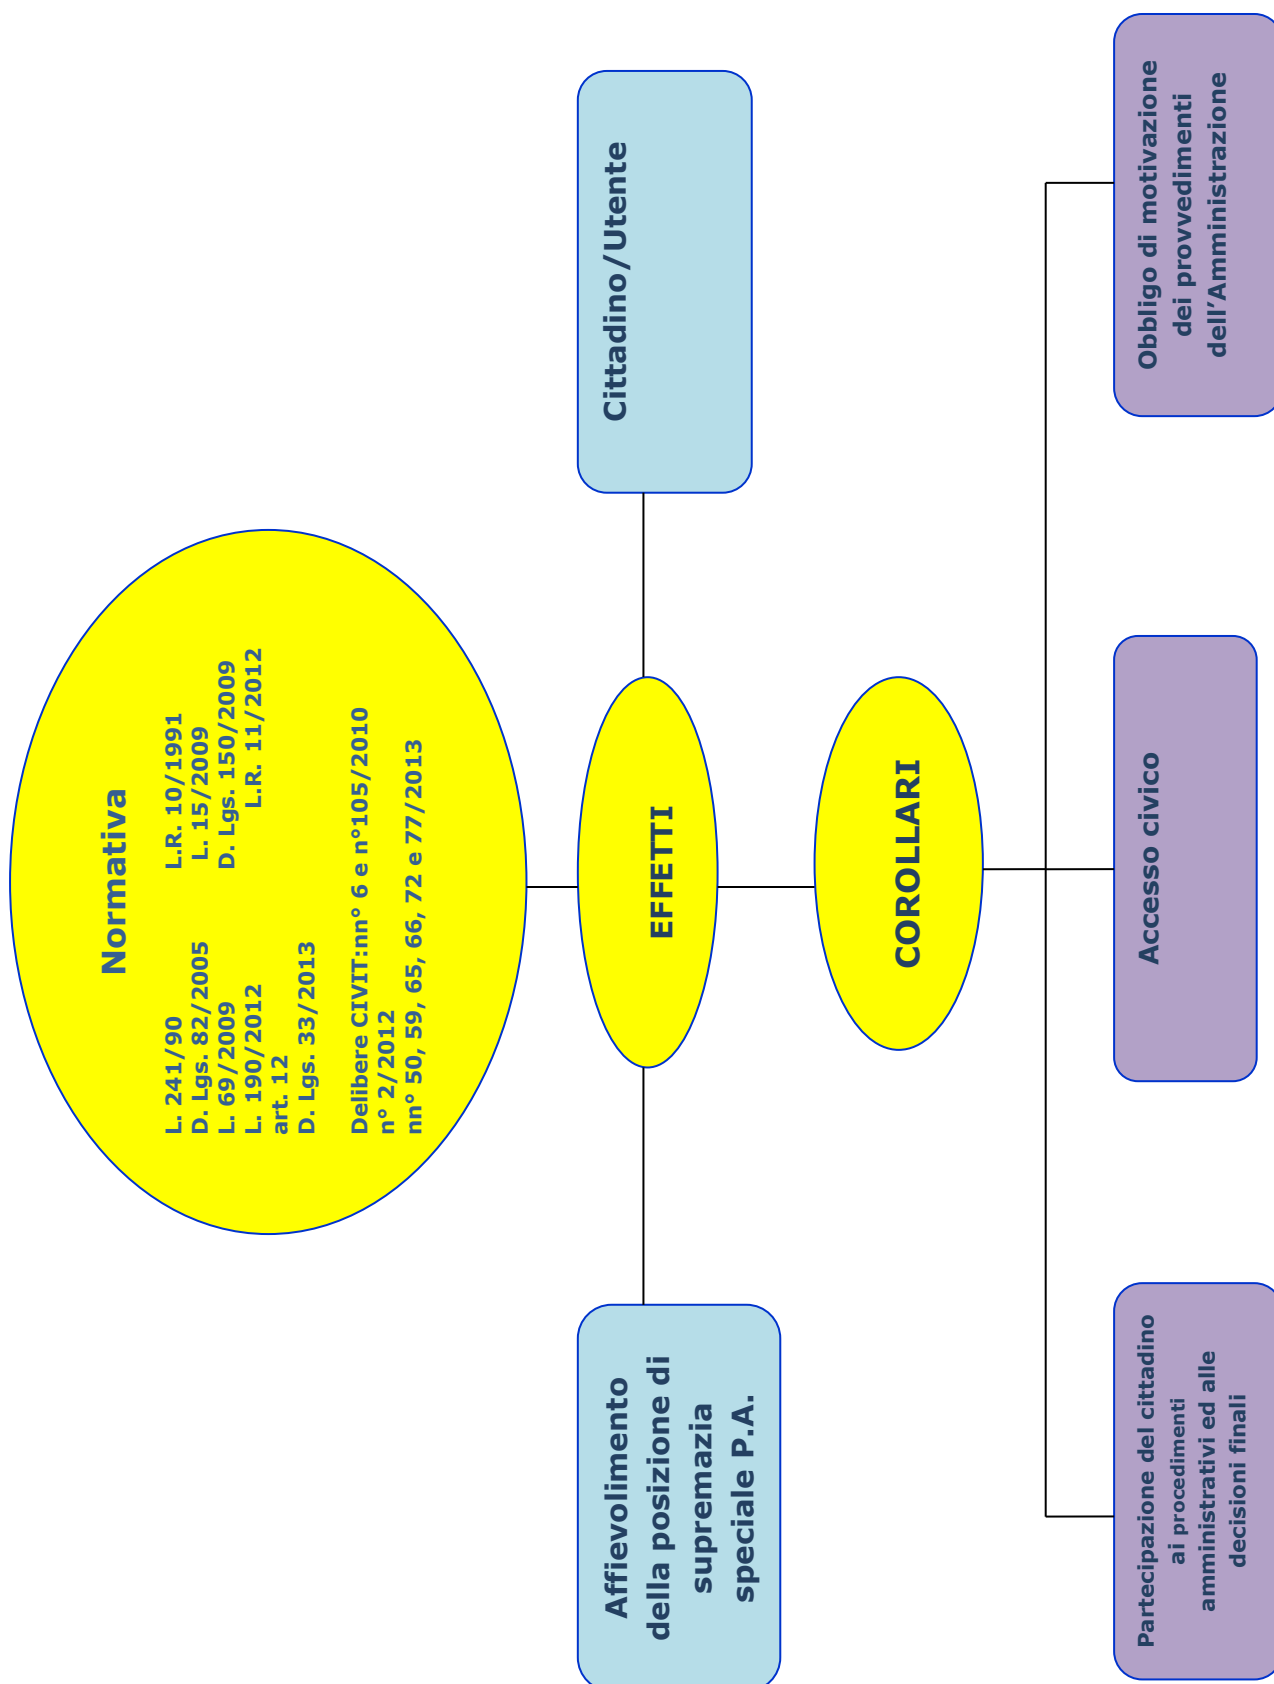 Normativa
L. 241/90 L.R. 10/1991
D. Lgs. 82/2005 L. 15/2009
L. 69/2009 D. Lgs. 150/2009
L. 190/2012 L.R. 11/2012
art. 12
D. Lgs. 33/2013
Delibere CIVIT:nn° 6 e n°105/2010
n° 2/2012
nn° 50, 59, 65, 66, 72 e 77/2013
Affievolimento
della posizione di
supremazia
speciale P.A.
EFFETTI
Cittadino/Utente
COROLLARI
Partecipazione del cittadino
ai procedimenti
amministrativi ed alle
decisioni finali
Accesso civico
Obbligo di motivazione
dei provvedimenti
dell’Amministrazione